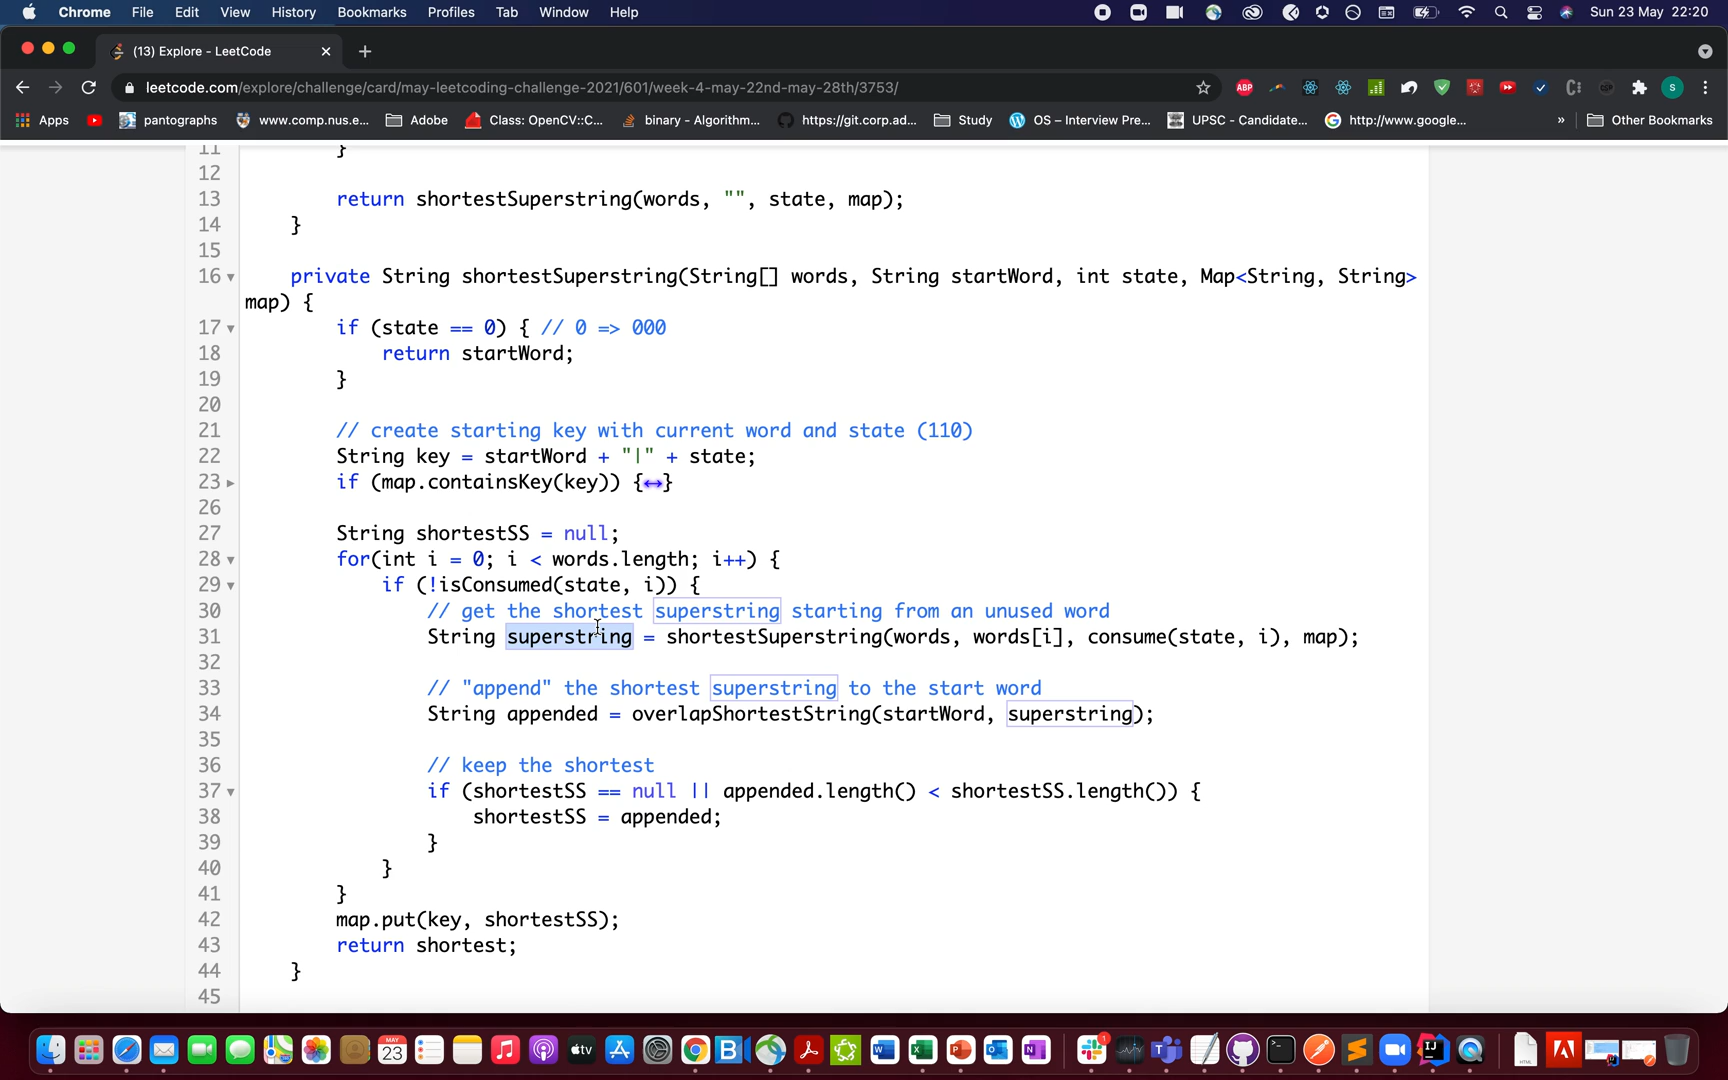 Chrome File Edit View History Bookmarks Profiles Tab Window Help Sun 23 May 22:20
(13) Explore - LeetCode
leetcode.com/explore/challenge/card/may-leetcoding-challenge-2021/601/week-4-may-22nd-may-28th/3753/
Apps pantographs www.comp.nus.e... Adobe Class: OpenCV::C... binary - Algorithm... https://git.corp.ad... Study OS – Interview Pre... UPSC - Candidate... http://www.google... » Other Bookmarks
11 }
12
13 return shortestSuperstring(words, "", state, map);
14 }
15
16 private String shortestSuperstring(String[] words, String startWord, int state, Map<String, String>
map) {
17 if (state == 0) { // 0 => 000
18 return startWord;
19 }
20
21 // create starting key with current word and state (110)
22 String key = startWord + "|" + state;
23 if (map.containsKey(key)) {↔}
26
27 String shortestSS = null;
28 for(int i = 0; i < words.length; i++) {
29 if (!isConsumed(state, i)) {
30 // get the shortest superstring starting from an unused word
31 String superstring = shortestSuperstring(words, words[i], consume(state, i), map);
32
33 // "append" the shortest superstring to the start word
34 String appended = overlapShortestString(startWord, superstring);
35
36 // keep the shortest
37 if (shortestSS == null || appended.length() < shortestSS.length()) {
38 shortestSS = appended;
39 }
40 }
41 }
42 map.put(key, shortestSS);
43 return shortest;
44 }
45